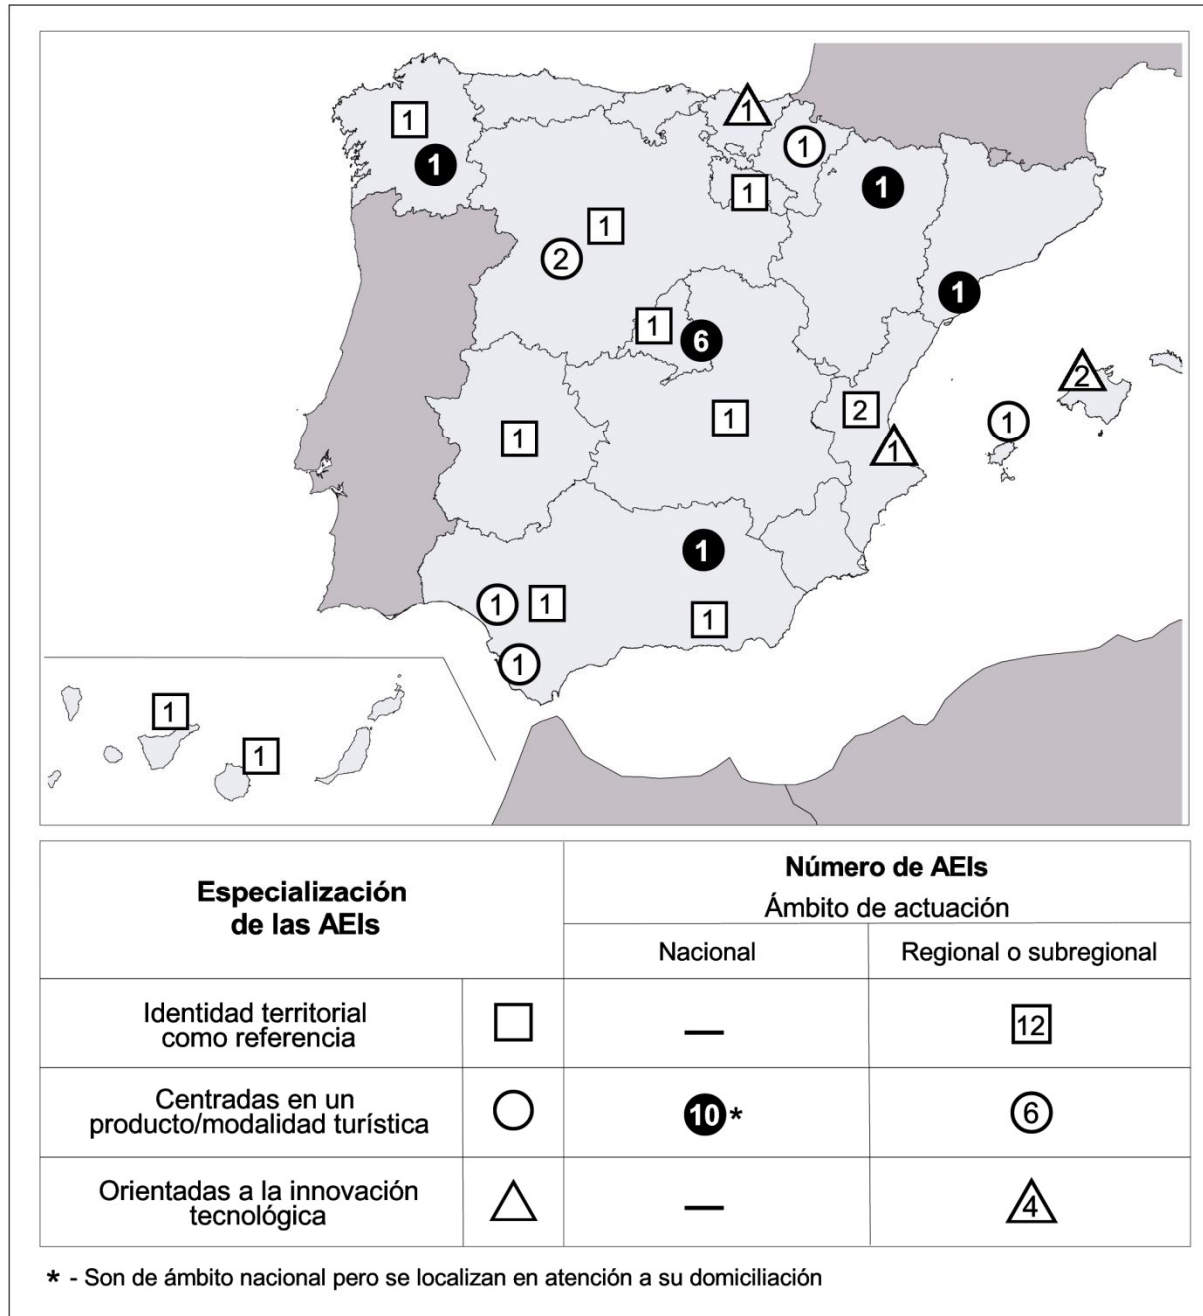 1
1
1
1
1
1
1
2
1
6
1
2
1
2
1
1
1
1
1
1
1
1
1
1
Especialización
de las AEIs
Número de AEIs
Ámbito de actuación
Nacional
Regional o subregional
Identidad territorial
como referencia
—
12
Centradas en un
producto/modalidad turística
10*
6
Orientadas a la innovación
tecnológica
—
4
* - Son de ámbito nacional pero se localizan en atención a su domiciliación